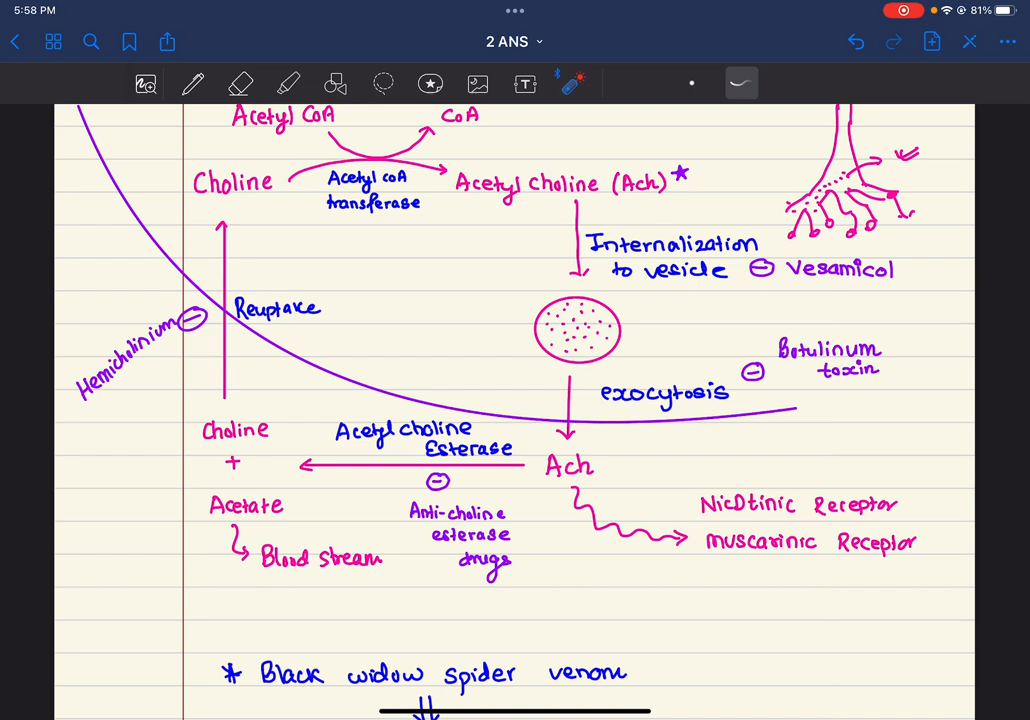 5:58 PM
81%
2 ANS
Acetyl CoA
CoA
Choline
Acetyl coA
transferase
Acetyl choline (Ach)
Internalization
to vesicle
Vesamicol
Reuptake
Hemicholinium
Botulinum
toxin
exocytosis
Choline
+
Acetate
Blood stream
Acetyl choline
Esterase
Anti-choline
esterase
drugs
Ach
Nicotinic Receptor
muscarinic Receptor
* Black widow spider venom